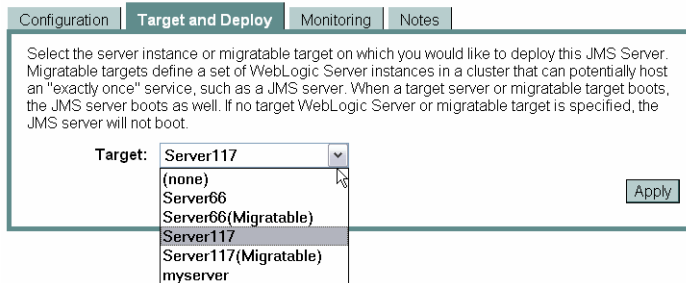 Configuration Target and Deploy Monitoring Notes
Select the server instance or migratable target on which you would like to deploy this JMS Server.
Migratable targets define a set of WebLogic Server instances in a cluster that can potentially host
an "exactly once" service, such as a JMS server. When a target server or migratable target boots,
the JMS server boots as well. If no target WebLogic Server or migratable target is specified, the
JMS server will not boot.
Target: Server117
(none)
Server66
Server66(Migratable)
Server117
Server117(Migratable)
myserver
Apply